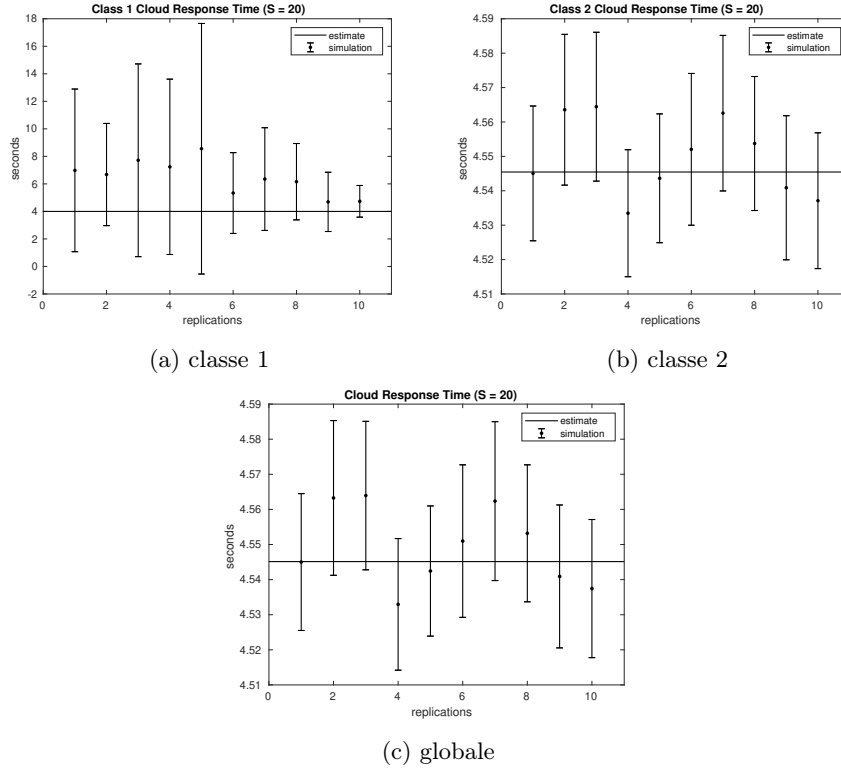 Class 1 Cloud Response Time (S = 20)
18
16
14
12
10
8
6
4
2
0
-2
seconds
0 2 4 6 8 10
replications
estimate
simulation
(a) classe 1
Class 2 Cloud Response Time (S = 20)
4.59
4.58
4.57
4.56
4.55
4.54
4.53
4.52
4.51
seconds
0 2 4 6 8 10
replications
estimate
simulation
(b) classe 2
Cloud Response Time (S = 20)
4.59
4.58
4.57
4.56
4.55
4.54
4.53
4.52
4.51
seconds
0 2 4 6 8 10
replications
estimate
simulation
(c) globale